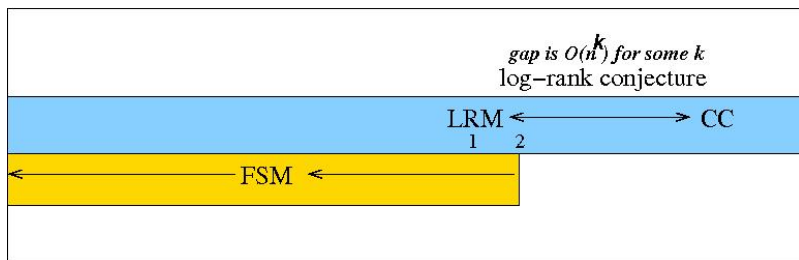 gap is O(n^k) for some k
log-rank conjecture
LRM CC
1 2
FSM